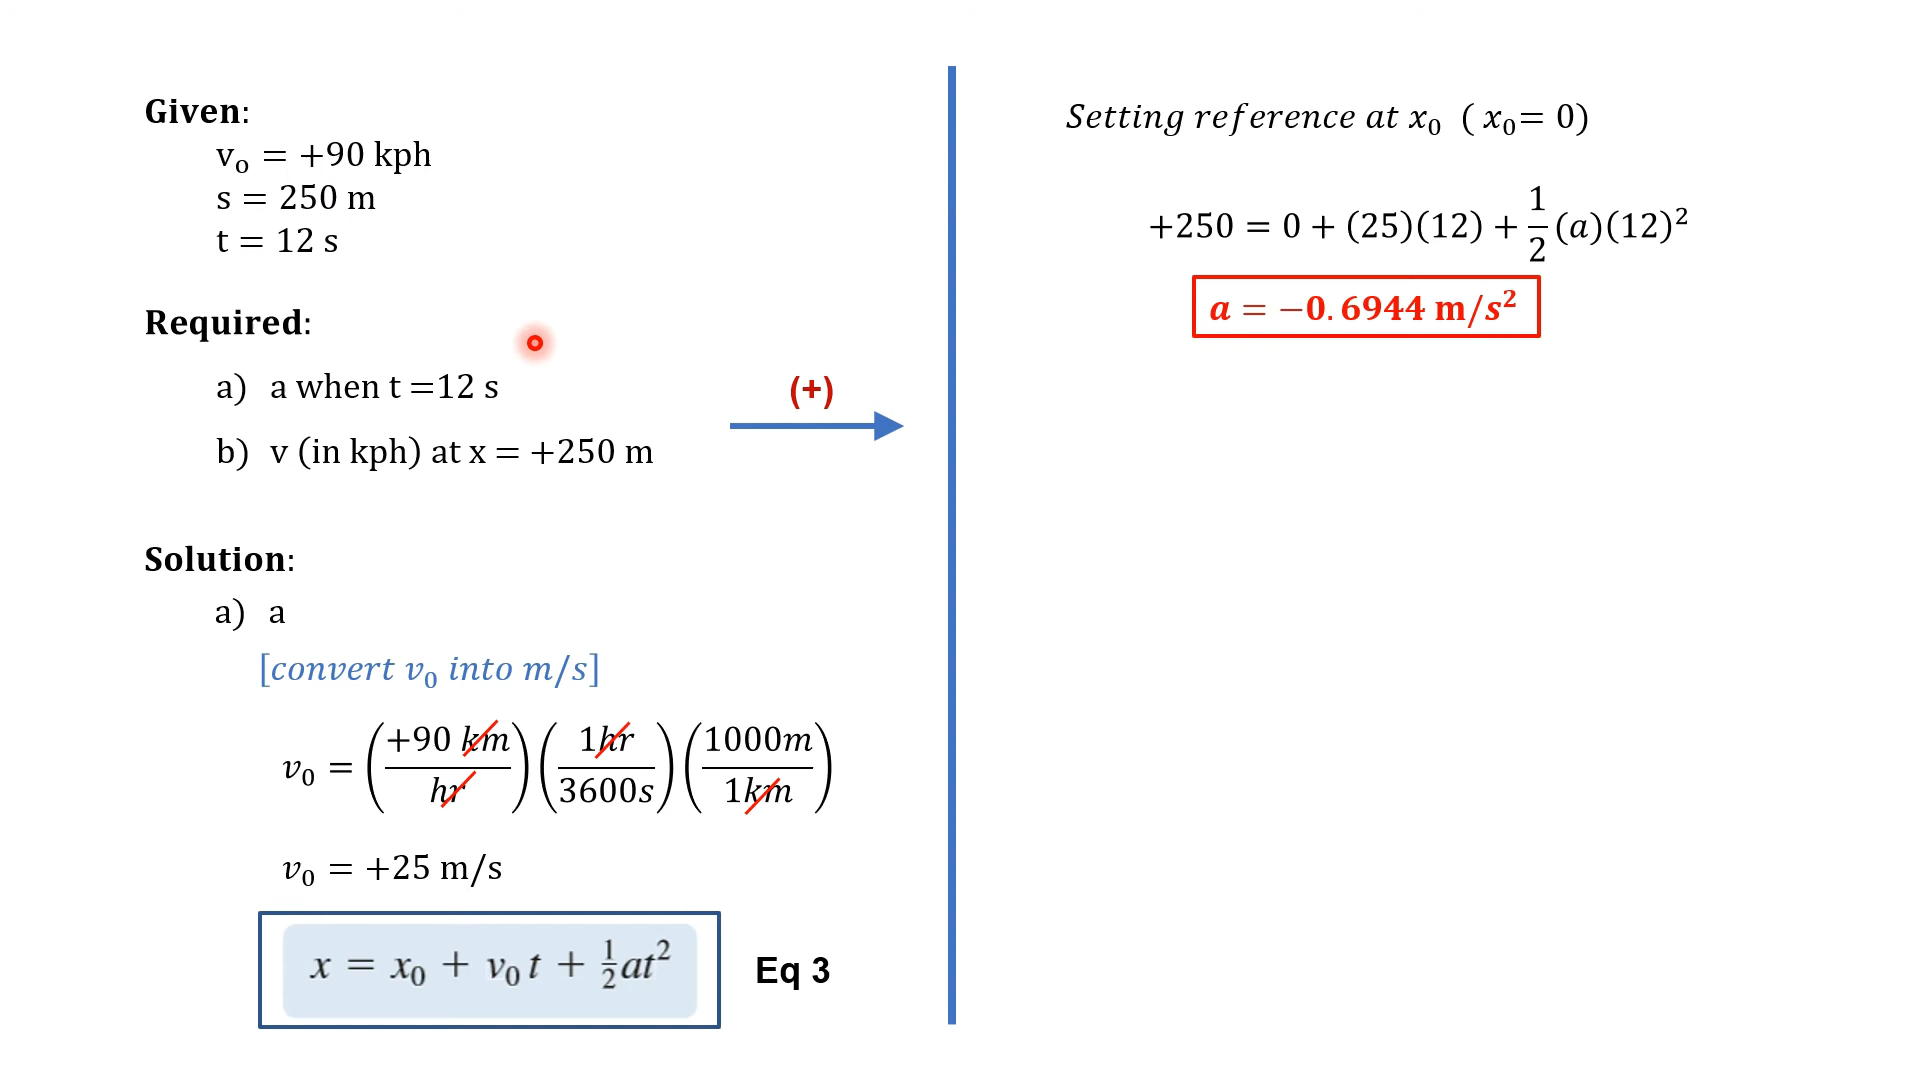 Given:
v₀ = +90 kph
s = 250 m
t = 12 s
Required:
a) a when t =12 s
b) v (in kph) at x = +250 m
(+)
Solution:
a) a
[convert v₀ into m/s]
v₀ = (+90 km/hr)(1hr/3600s)(1000m/1km)
v₀ = +25 m/s
x = x₀ + v₀t + ½at²
Eq 3
Setting reference at x₀ ( x₀= 0)
+250 = 0 + (25)(12) + 1/2 (a)(12)²
a = −0.6944 m/s²